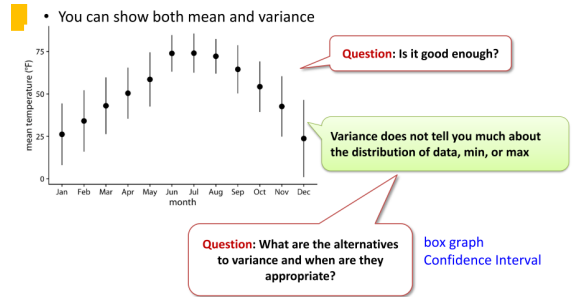 • You can show both mean and variance
75
50
25
0
mean temperature (°F)
Jan Feb Mar Apr May Jun Jul Aug Sep Oct Nov Dec
month
Question: Is it good enough?
Variance does not tell you much about
the distribution of data, min, or max
Question: What are the alternatives
to variance and when are they
appropriate?
box graph
Confidence Interval